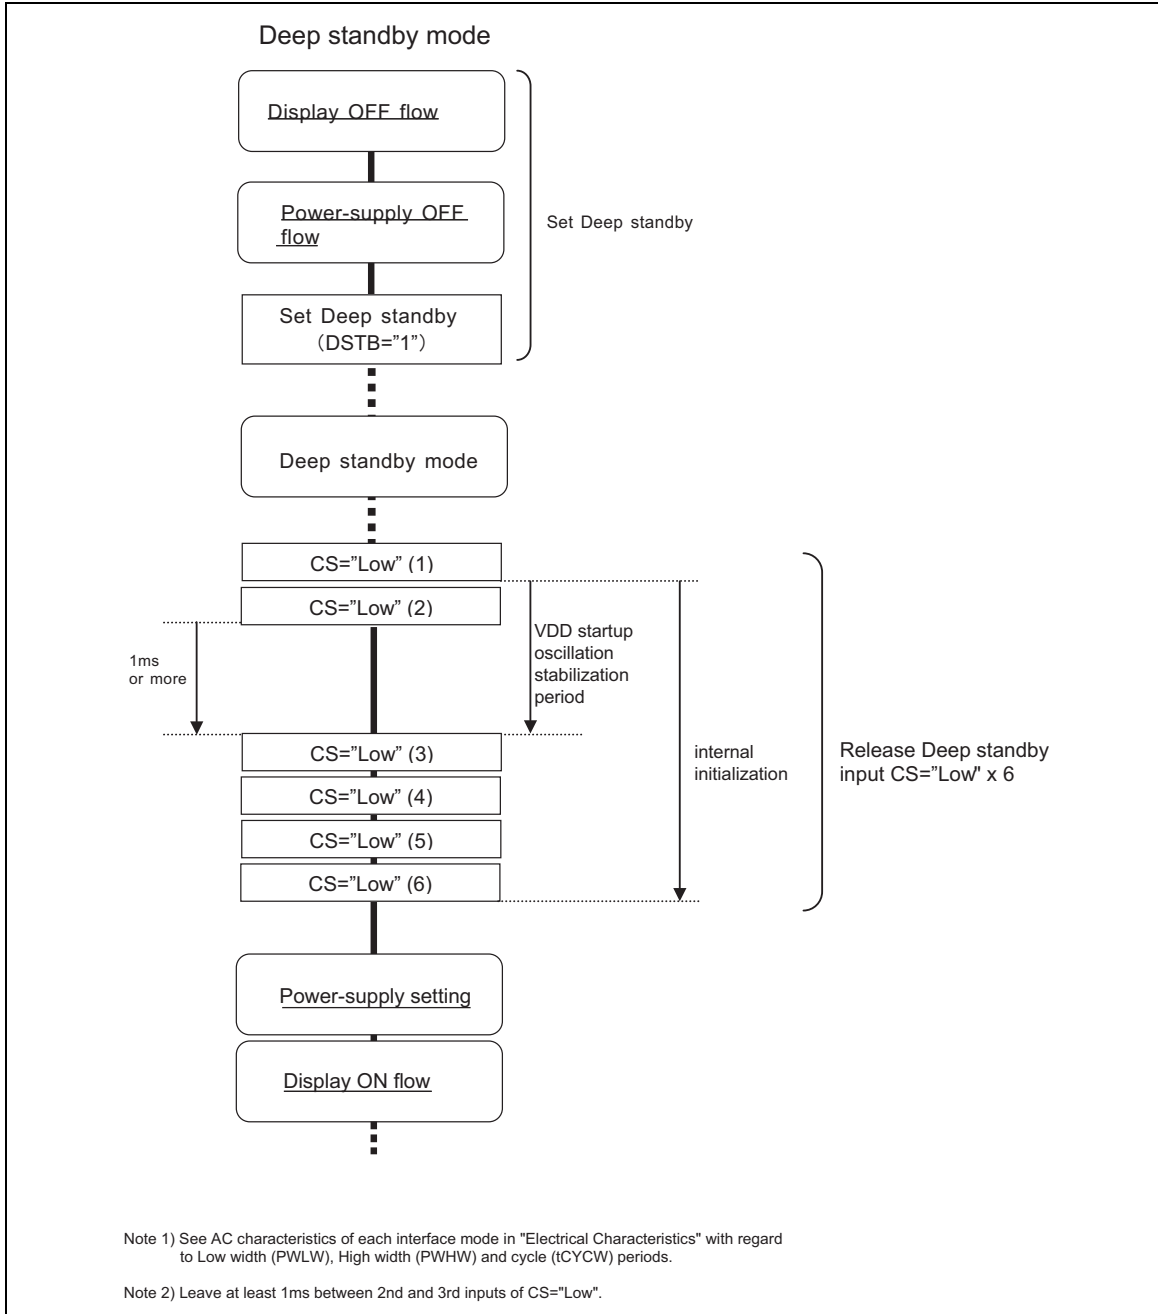 Deep standby mode
Display OFF flow
Power-supply OFF
flow
Set Deep standby
Set Deep standby
（DSTB=”1”）
Deep standby mode
CS=”Low” (1)
CS=”Low” (2)
1ms
or more
VDD startup
oscillation
stabilization
period
CS=”Low” (3)
CS=”Low” (4)
CS=”Low” (5)
CS=”Low” (6)
internal
initialization
Release Deep standby
input CS=”Low" x 6
Power-supply setting
Display ON flow
Note 1) See AC characteristics of each interface mode in "Electrical Characteristics" with regard
to Low width (PWLW), High width (PWHW) and cycle (tCYCW) periods.
Note 2) Leave at least 1ms between 2nd and 3rd inputs of CS="Low".